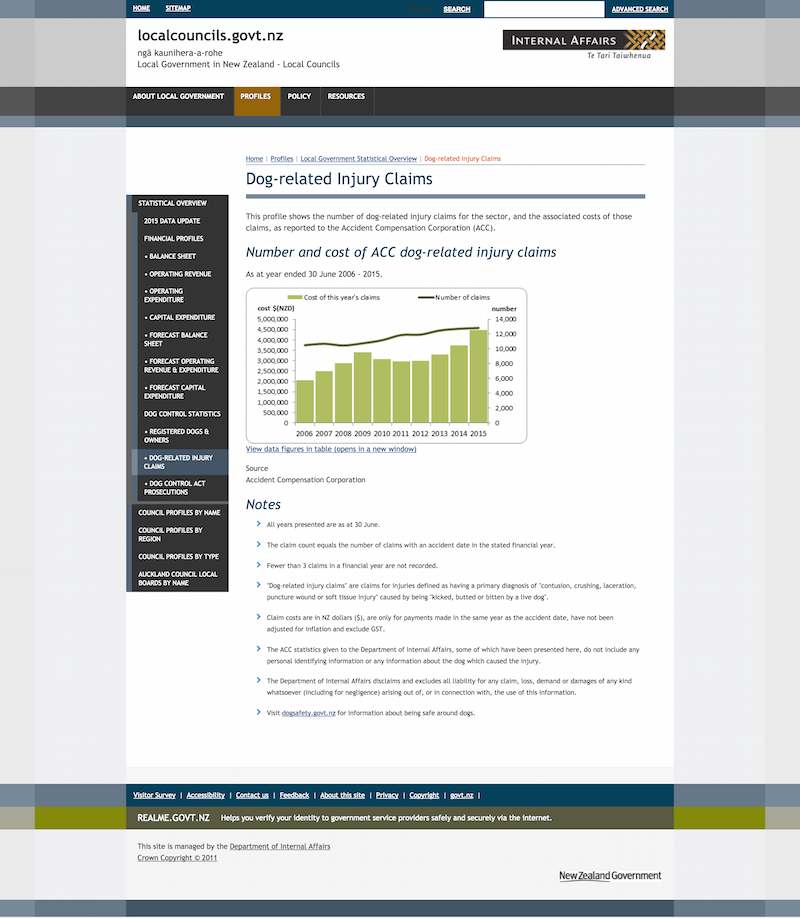 HOME SITEMAP SEARCH ADVANCED SEARCH
localcouncils.govt.nz
ngā kaunihera-a-rohe
Local Government in New Zealand - Local Councils
INTERNAL AFFAIRS
Te Tari Taiwhenua
ABOUT LOCAL GOVERNMENT PROFILES POLICY RESOURCES
Home | Profiles | Local Government Statistical Overview | Dog-related Injury Claims
Dog-related Injury Claims
STATISTICAL OVERVIEW
2015 DATA UPDATE
FINANCIAL PROFILES
• BALANCE SHEET
• OPERATING REVENUE
• OPERATING
EXPENDITURE
• CAPITAL EXPENDITURE
• FORECAST BALANCE
SHEET
• FORECAST OPERATING
REVENUE & EXPENDITURE
• FORECAST CAPITAL
EXPENDITURE
DOG CONTROL STATISTICS
• REGISTERED DOGS &
OWNERS
• DOG-RELATED INJURY
CLAIMS
• DOG CONTROL ACT
PROSECUTIONS
COUNCIL PROFILES BY NAME
COUNCIL PROFILES BY
REGION
COUNCIL PROFILES BY TYPE
AUCKLAND COUNCIL LOCAL
BOARDS BY NAME
This profile shows the number of dog-related injury claims for the sector, and the associated costs of those
claims, as reported to the Accident Compensation Corporation (ACC).
Number and cost of ACC dog-related injury claims
As at year ended 30 June 2006 - 2015.
Cost of this year's claims Number of claims
cost $(NZD) number
5,000,000 14,000
4,500,000 12,000
4,000,000
3,500,000 10,000
3,000,000 8,000
2,500,000
2,000,000 6,000
1,500,000 4,000
1,000,000
500,000 2,000
0 0
2006 2007 2008 2009 2010 2011 2012 2013 2014 2015
View data figures in table (opens in a new window)
Source
Accident Compensation Corporation
Notes
All years presented are as at 30 June.
The claim count equals the number of claims with an accident date in the stated financial year.
Fewer than 3 claims in a financial year are not recorded.
"Dog-related injury claims" are claims for injuries defined as having a primary diagnosis of "contusion, crushing, laceration,
puncture wound or soft tissue injury" caused by being "kicked, butted or bitten by a live dog".
Claim costs are in NZ dollars ($), are only for payments made in the same year as the accident date, have not been
adjusted for inflation and exclude GST.
The ACC statistics given to the Department of Internal Affairs, some of which have been presented here, do not include any
personal identifying information or any information about the dog which caused the injury.
The Department of Internal Affairs disclaims and excludes all liability for any claim, loss, demand or damages of any kind
whatsoever (including for negligence) arising out of, or in connection with, the use of this information.
Visit dogsafety.govt.nz for information about being safe around dogs.
Visitor Survey | Accessibility | Contact us | Feedback | About this site | Privacy | Copyright | govt.nz |
REALME.GOVT.NZ Helps you verify your identity to government service providers safely and securely via the internet.
This site is managed by the Department of Internal Affairs
Crown Copyright © 2011
New Zealand Government